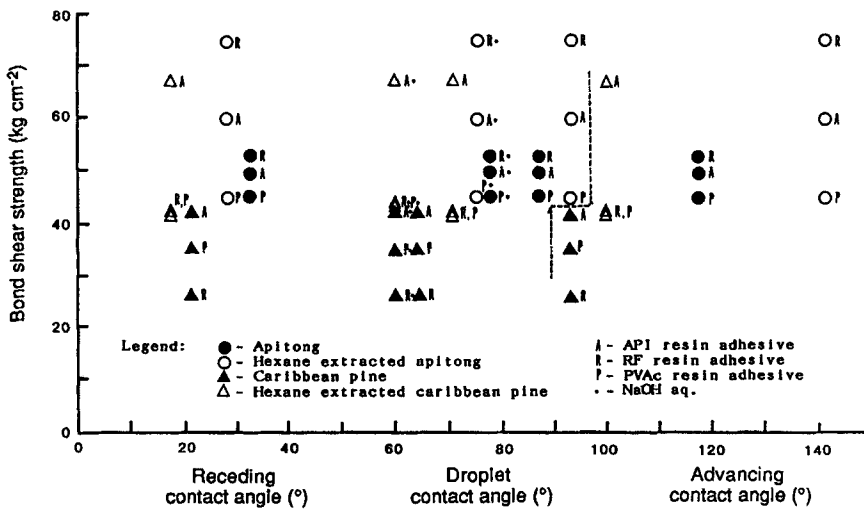 Bond shear strength (kg cm⁻²)
80
60
40
20
0
R R• R R
A A• A A A
A• A
R• R R
A• A A
P P P• P• P P P P
R,P R•P• R,P R,P
A A• A A
P P• P P
R R• R R
Legend:
- Apitong
- Hexane extracted apitong
- Caribbean pine
- Hexane extracted caribbean pine
A - API resin adhesive
R - RF resin adhesive
P - PVAc resin adhesive
• - NaOH aq.
0 20 40 60 80 100 120 140
Receding
contact angle (°)
Droplet
contact angle (°)
Advancing
contact angle (°)